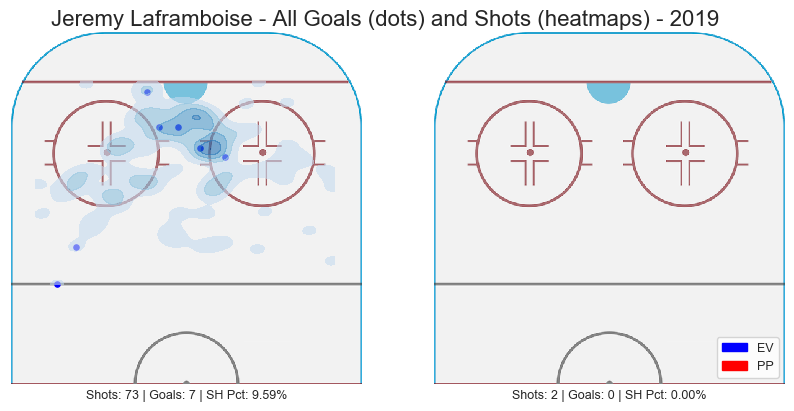 Jeremy Laframboise - All Goals (dots) and Shots (heatmaps) - 2019
EV
PP
Shots: 73 | Goals: 7 | SH Pct: 9.59%
Shots: 2 | Goals: 0 | SH Pct: 0.00%